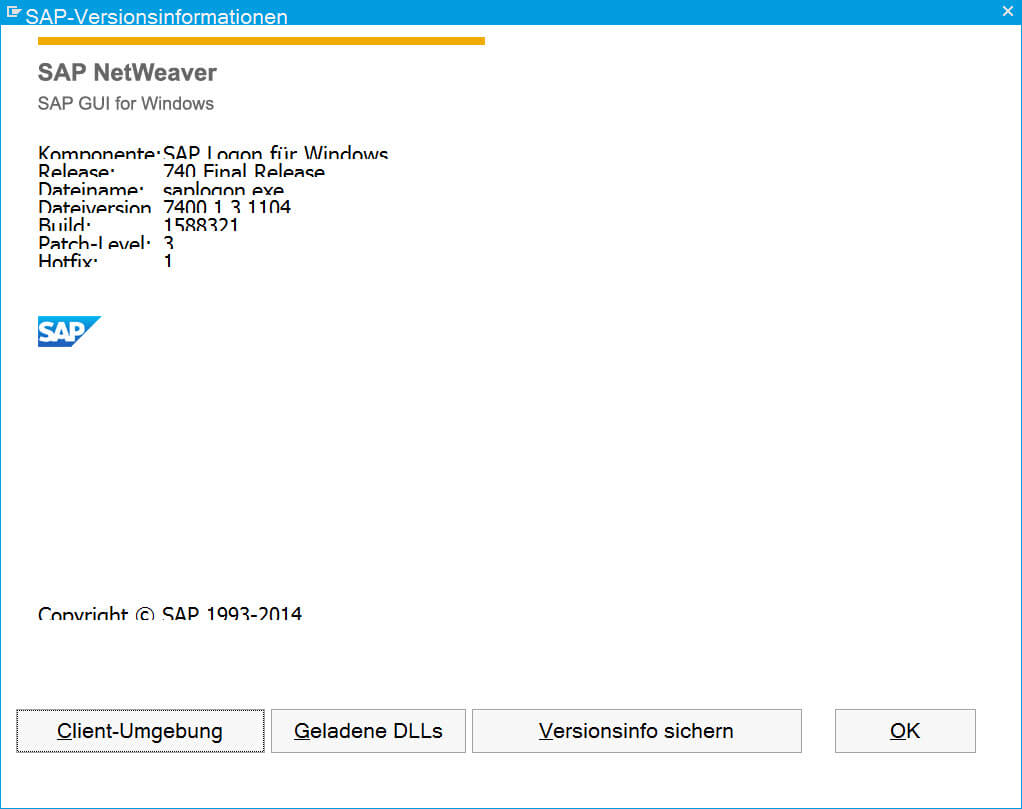 SAP-Versionsinformationen
SAP NetWeaver
SAP GUI for Windows
Komponente: SAP Logon für Windows
Release: 740 Final Release
Dateiname: saplogon.exe
Dateiversion 7400.1.3.1104
Build: 1588321
Patch-Level: 3
Hotfix: 1
SAP
Copyright © SAP 1993-2014
Client-Umgebung
Geladene DLLs
Versionsinfo sichern
OK